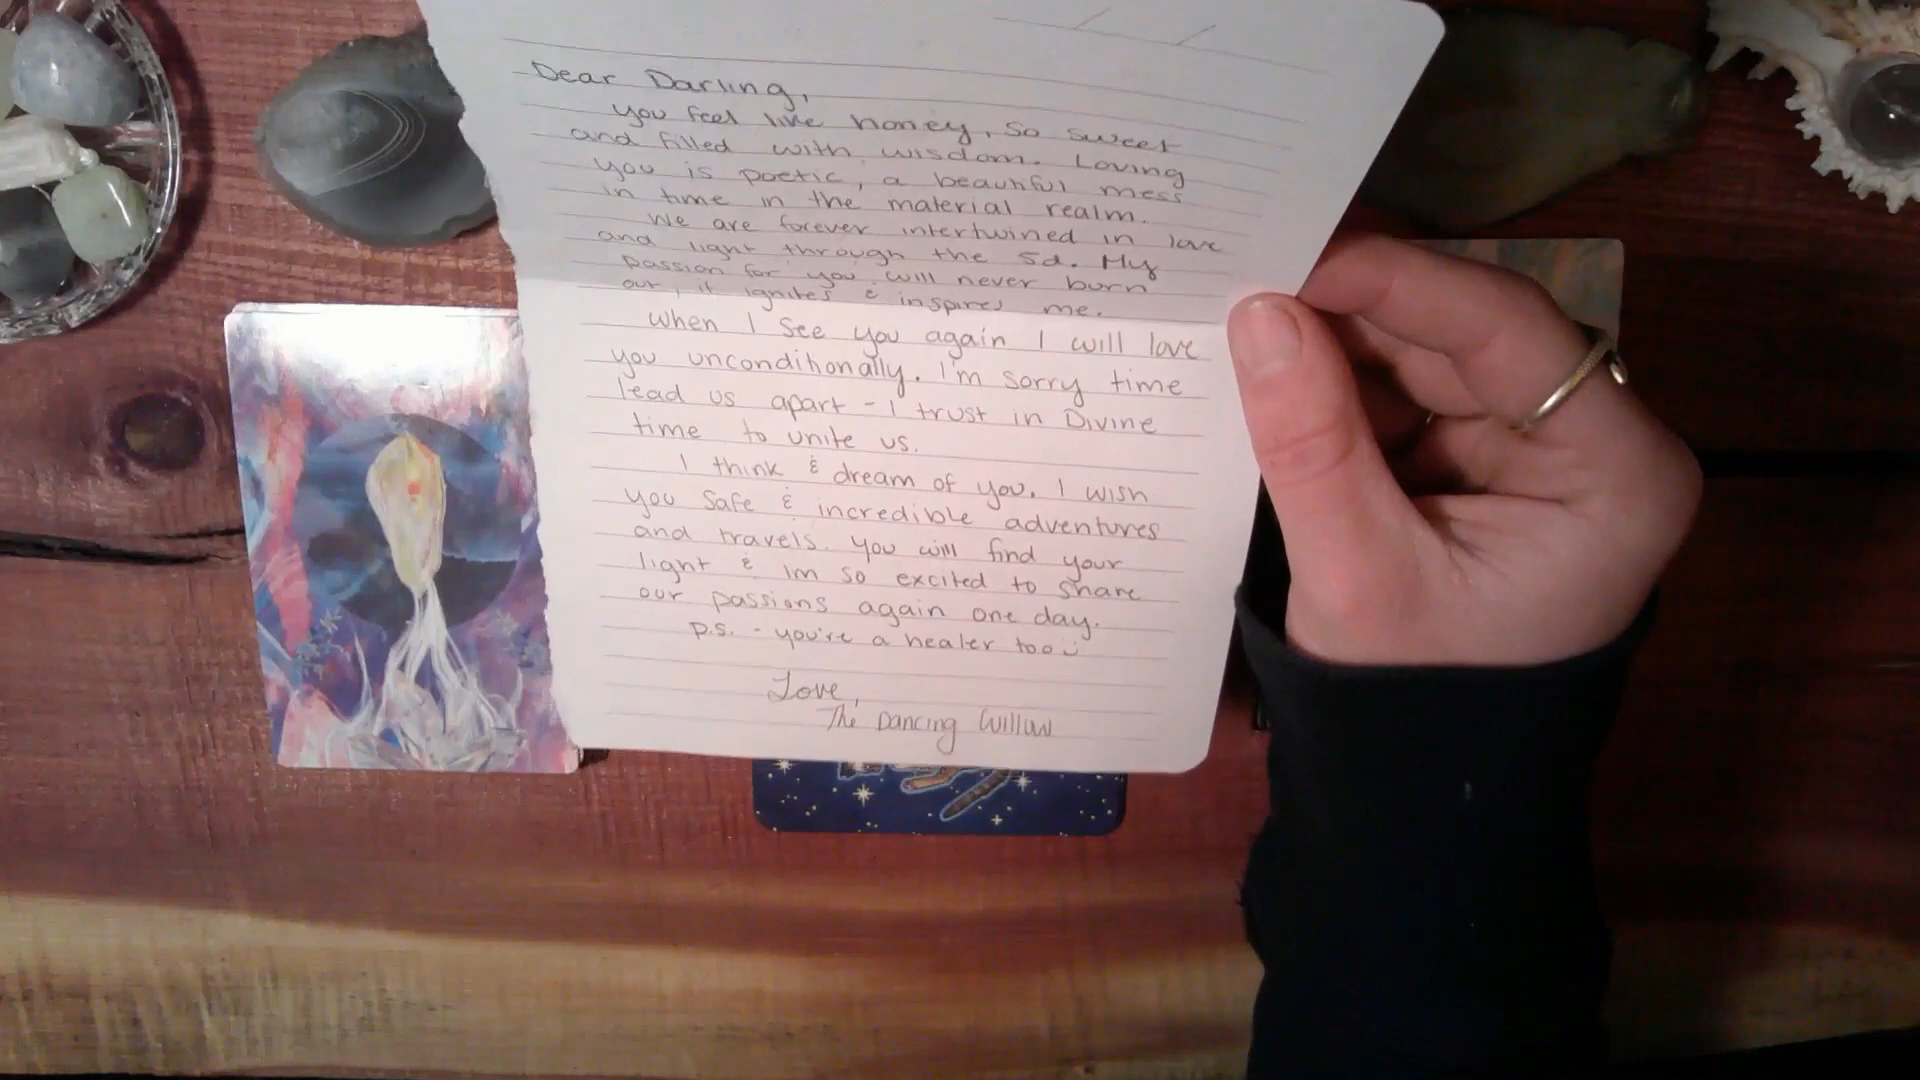 Dear Darling,
You feel like honey, so sweet
and filled with wisdom. Loving
you is poetic, a beautiful mess
in time in the material realm.
We are forever intertwined in love
and light through the 5d. My
passion for you will never burn
out, it ignites & inspires me.
When I see you again I will love
you unconditionally. I'm sorry time
lead us apart - I trust in Divine
time to unite us.
I think & dream of you. I wish
you safe & incredible adventures
and travels. You will find your
light & im so excited to share
our passions again one day.
p.s. - you're a healer too
Love,
The Dancing Willow